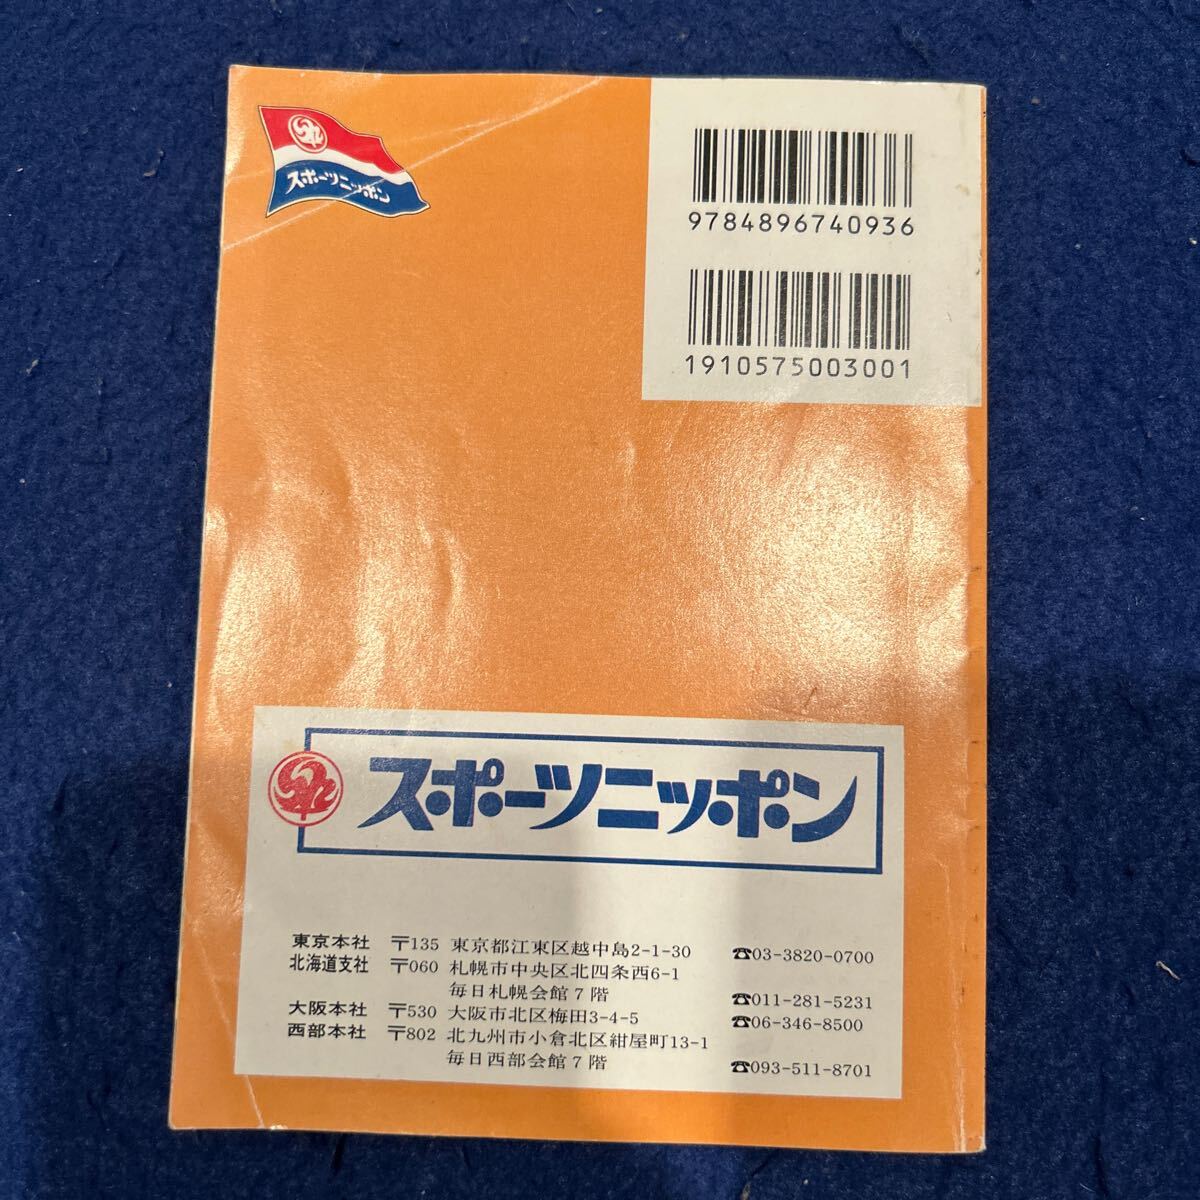 スポーツニッポン
9784896740936
1910575003001
スポーツニッポン
東京本社 〒135 東京都江東区越中島2-1-30 ☎03-3820-0700
北海道支社 〒060 札幌市中央区北四条西6-1
毎日札幌会館7階 ☎011-281-5231
大阪本社 〒530 大阪市北区梅田3-4-5 ☎06-346-8500
西部本社 〒802 北九州市小倉北区紺屋町13-1
毎日西部会館7階 ☎093-511-8701